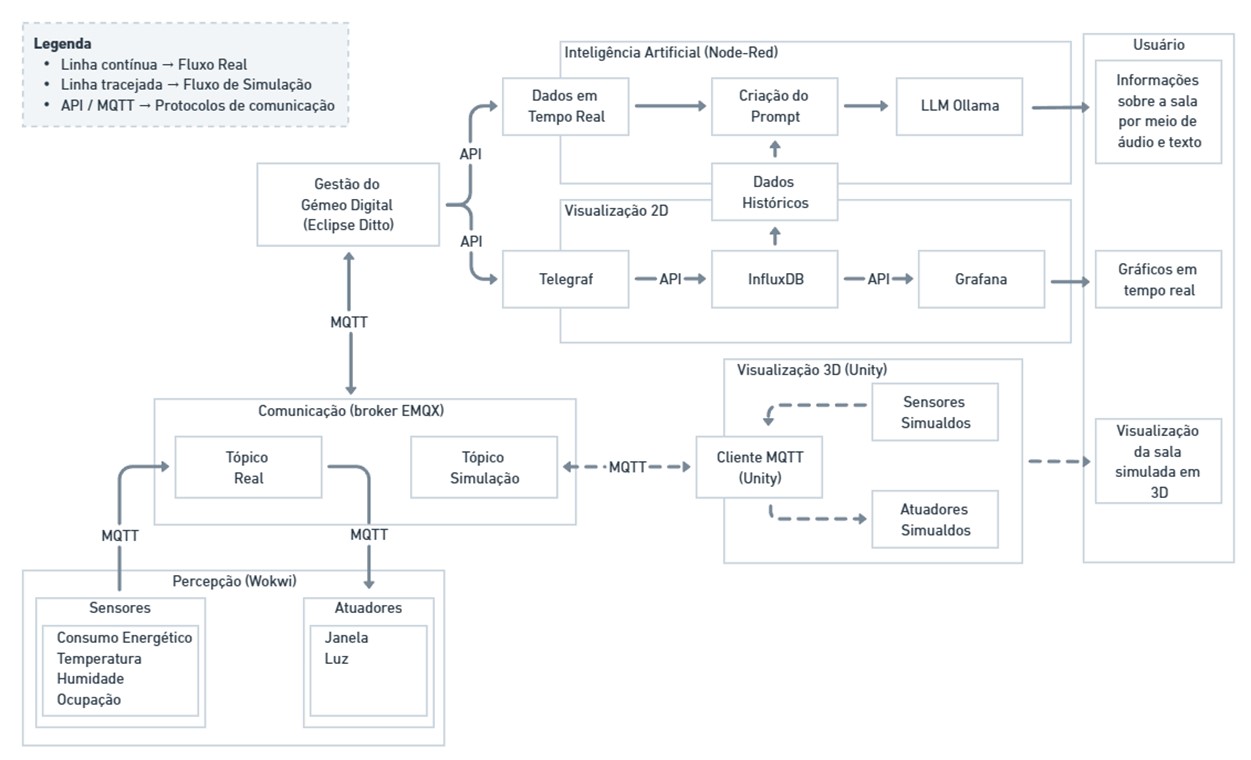 Legenda
• Linha contínua → Fluxo Real
• Linha tracejada → Fluxo de Simulação
• API / MQTT → Protocolos de comunicação
Inteligência Artificial (Node-Red)
Dados em
Tempo Real
Criação do
Prompt
LLM Ollama
Usuário
Informações
sobre a sala
por meio de
áudio e texto
API
Gestão do
Gémeo Digital
(Eclipse Ditto)
API
Dados
Históricos
Visualização 2D
Telegraf
API
InfluxDB
API
Grafana
Gráficos em
tempo real
MQTT
Visualização 3D (Unity)
Sensores
Simualdos
Cliente MQTT
(Unity)
Atuadores
Simualdos
Visualização
da sala
simulada em
3D
Comunicação (broker EMQX)
Tópico
Real
Tópico
Simulação
MQTT
MQTT
MQTT
Percepção (Wokwi)
Sensores
Consumo Energético
Temperatura
Humidade
Ocupação
Atuadores
Janela
Luz